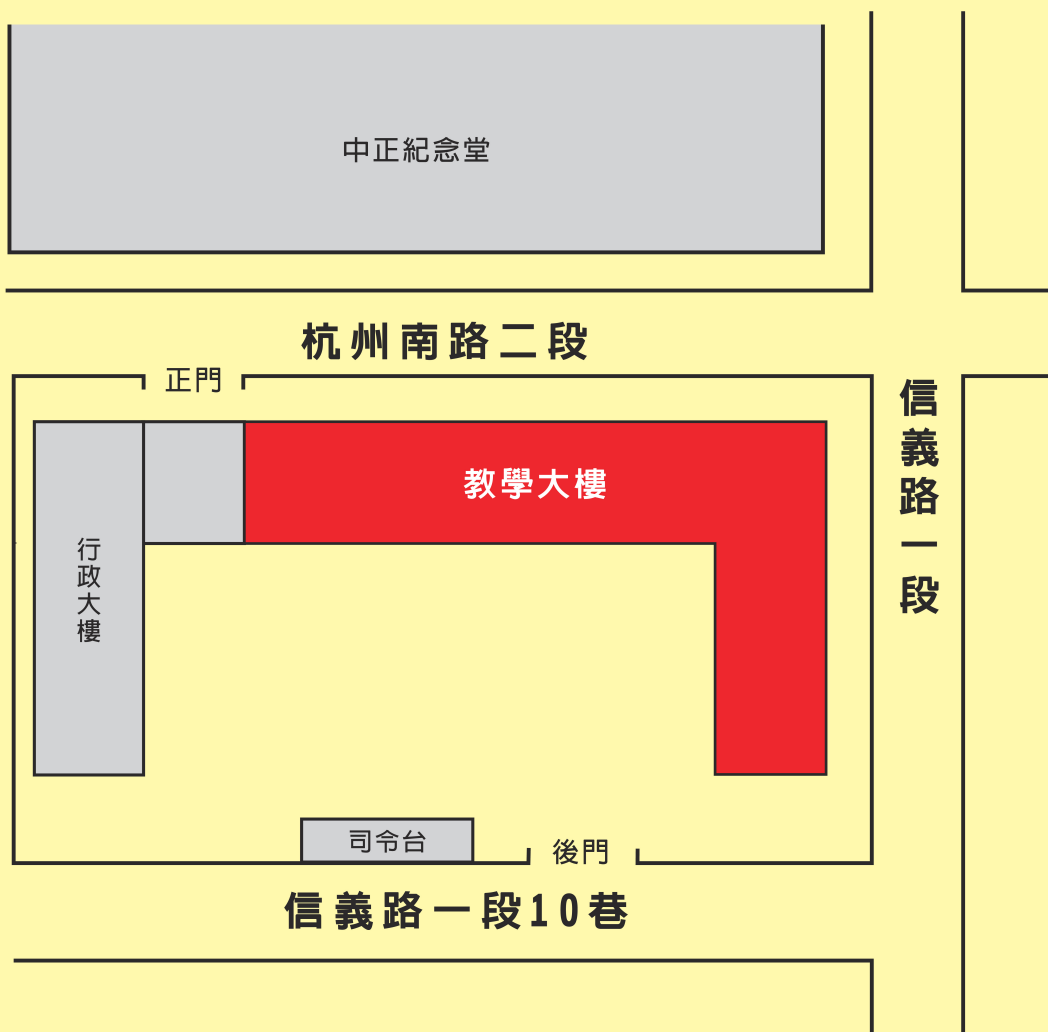 中正紀念堂
杭州南路二段
正門
信義路一段
教學大樓
行政大樓
司令台
後門
信義路一段10巷